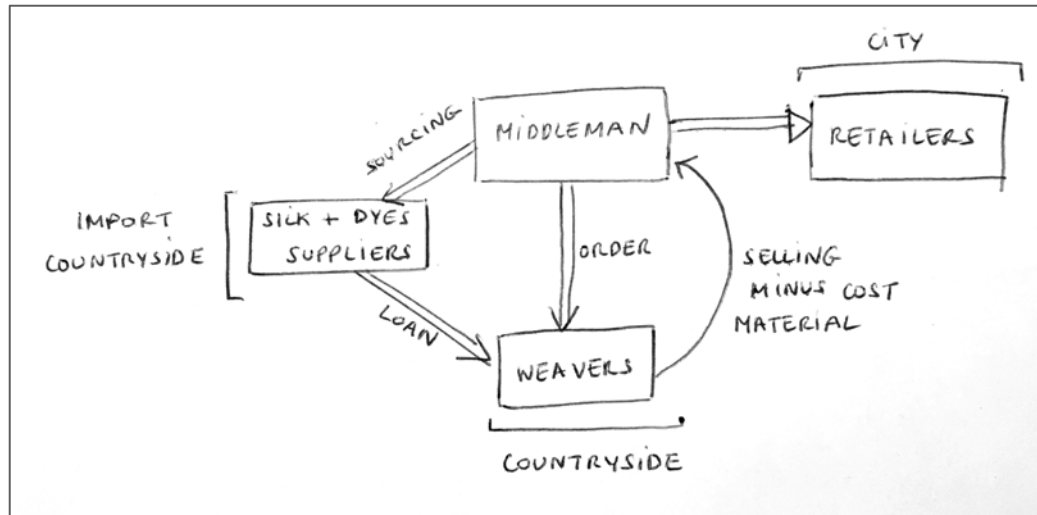 CITY
MIDDLEMAN
RETAILERS
SOURCING
IMPORT
COUNTRYSIDE
SILK + DYES
SUPPLIERS
ORDER
SELLING
MINUS COST
MATERIAL
LOAN
WEAVERS
COUNTRYSIDE